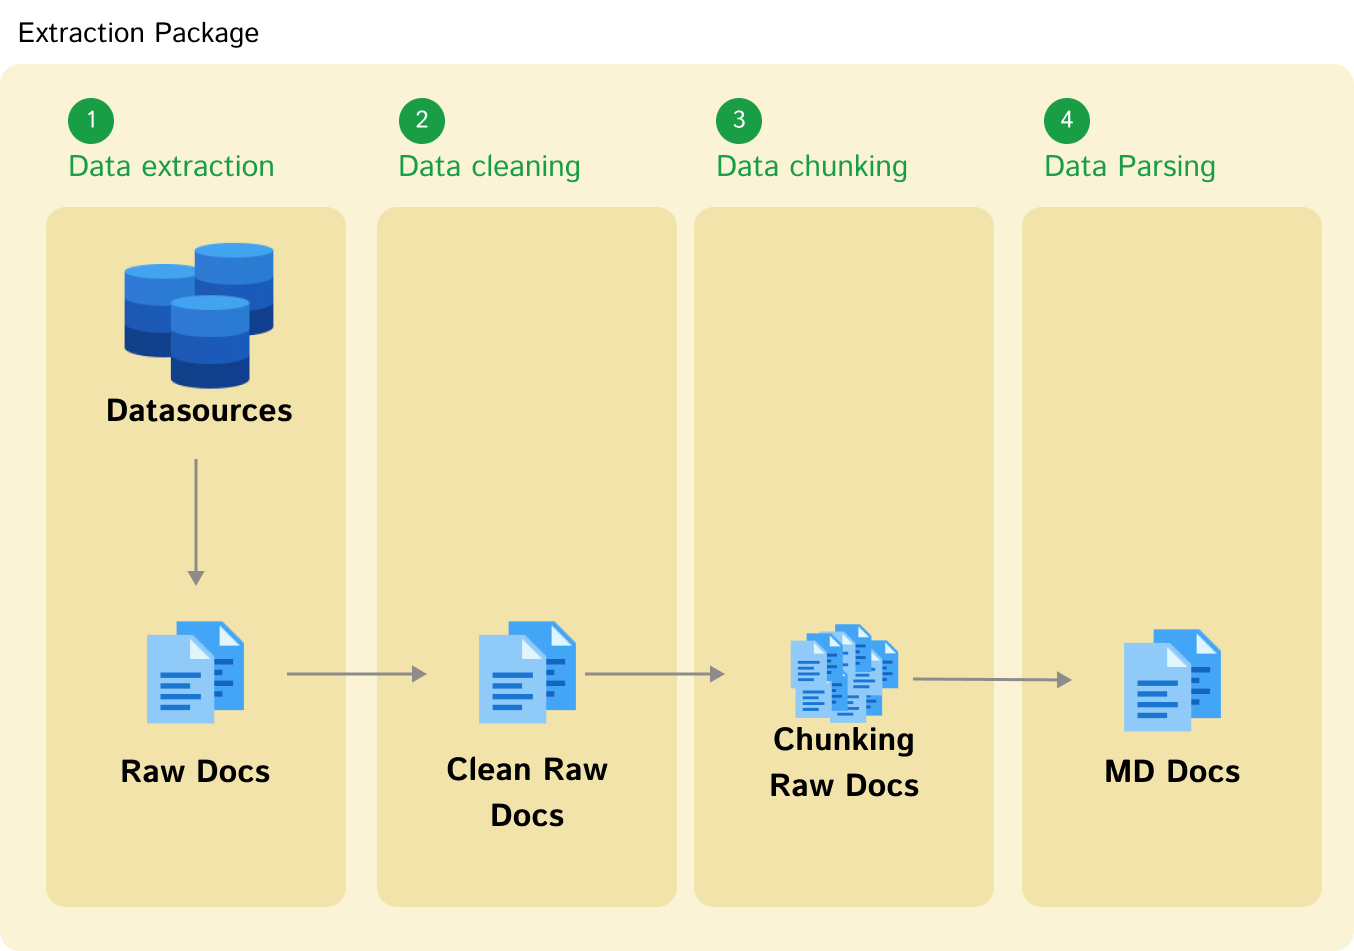 Extraction Package
1
Data extraction
2
Data cleaning
3
Data chunking
4
Data Parsing
Datasources
Raw Docs
Clean Raw
Docs
Chunking
Raw Docs
MD Docs